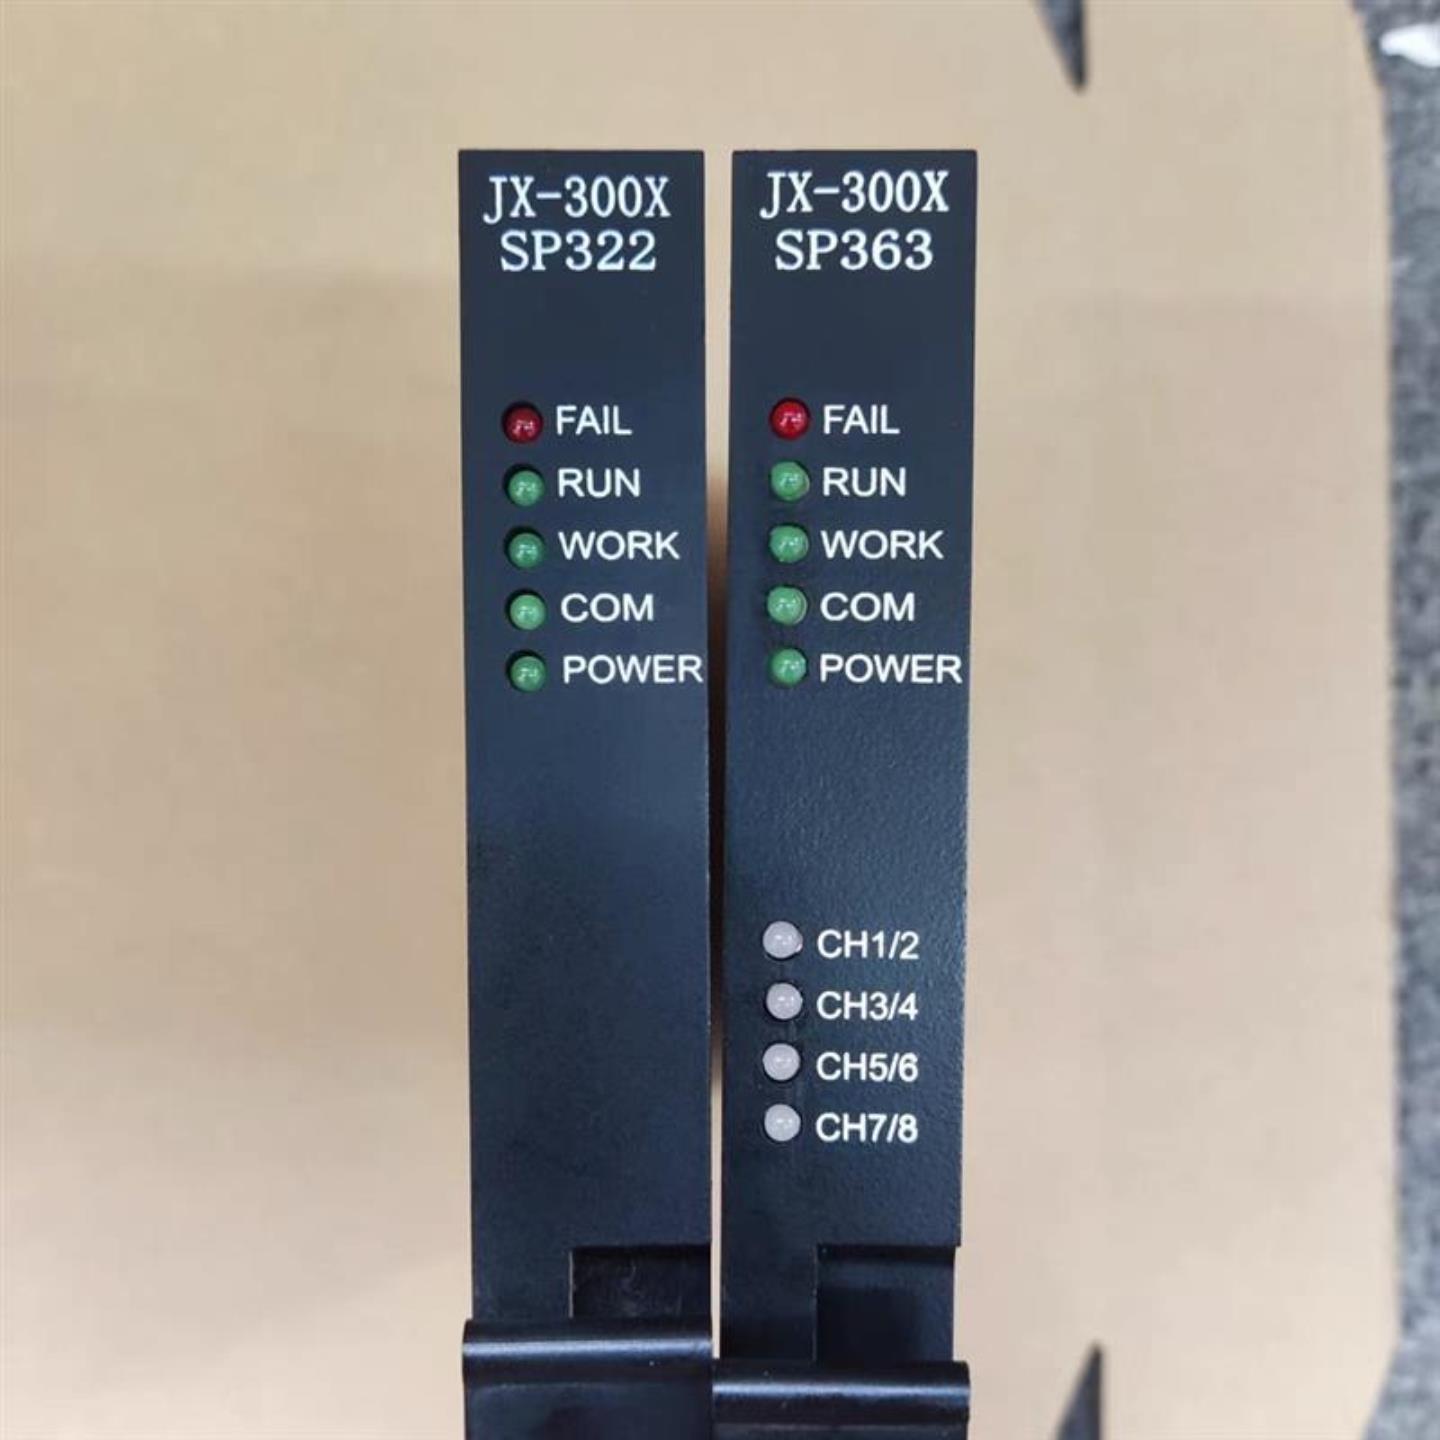 JX-300X
SP322
FAIL
RUN
WORK
COM
POWER
JX-300X
SP363
FAIL
RUN
WORK
COM
POWER
CH1/2
CH3/4
CH5/6
CH7/8